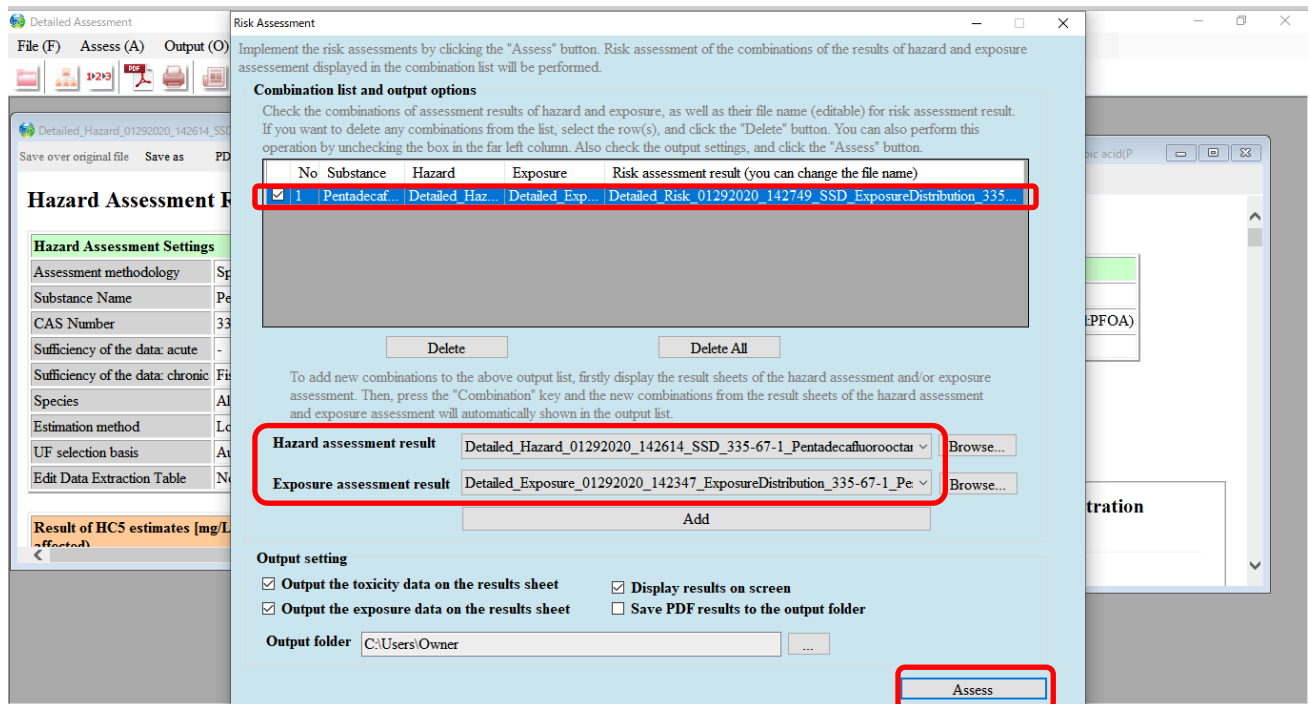 Detailed Assessment
File (F) Assess (A) Output (O)
1▸2▸3 PDF
Detailed_Hazard_01292020_142614_SSD
Save over original file Save as PD
Hazard Assessment R
Hazard Assessment Settings
Assessment methodology Sp
Substance Name Pe
CAS Number 33
Sufficiency of the data: acute -
Sufficiency of the data: chronic Fis
Species Al
Estimation method Lo
UF selection basis Au
Edit Data Extraction Table No
Result of HC5 estimates [mg/L
affected)
Risk Assessment
Implement the risk assessments by clicking the "Assess" button. Risk assessment of the combinations of the results of hazard and exposure
assessement displayed in the combination list will be performed.
Combination list and output options
Check the combinations of assessment results of hazard and exposure, as well as their file name (editable) for risk assessment result.
If you want to delete any combinations from the list, select the row(s), and click the "Delete" button. You can also perform this
operation by unchecking the box in the far left column. Also check the output settings, and click the "Assess" button.
No Substance Hazard Exposure Risk assessment result (you can change the file name)
1 Pentadecaf... Detailed_Haz... Detailed_Exp... Detailed_Risk_01292020_142749_SSD_ExposureDistribution_335...
Delete Delete All
To add new combinations to the above output list, firstly display the result sheets of the hazard assessment and/or exposure
assessment. Then, press the "Combination" key and the new combinations from the result sheets of the hazard assessment
and exposure assessment will automatically shown in the output list.
Hazard assessment result Detailed_Hazard_01292020_142614_SSD_335-67-1_Pentadecafluorooctan Browse...
Exposure assessment result Detailed_Exposure_01292020_142347_ExposureDistribution_335-67-1_Pe Browse...
Add
Output setting
Output the toxicity data on the results sheet Display results on screen
Output the exposure data on the results sheet Save PDF results to the output folder
Output folder C:\Users\Owner ...
Assess
oic acid(P
:PFOA)
tration